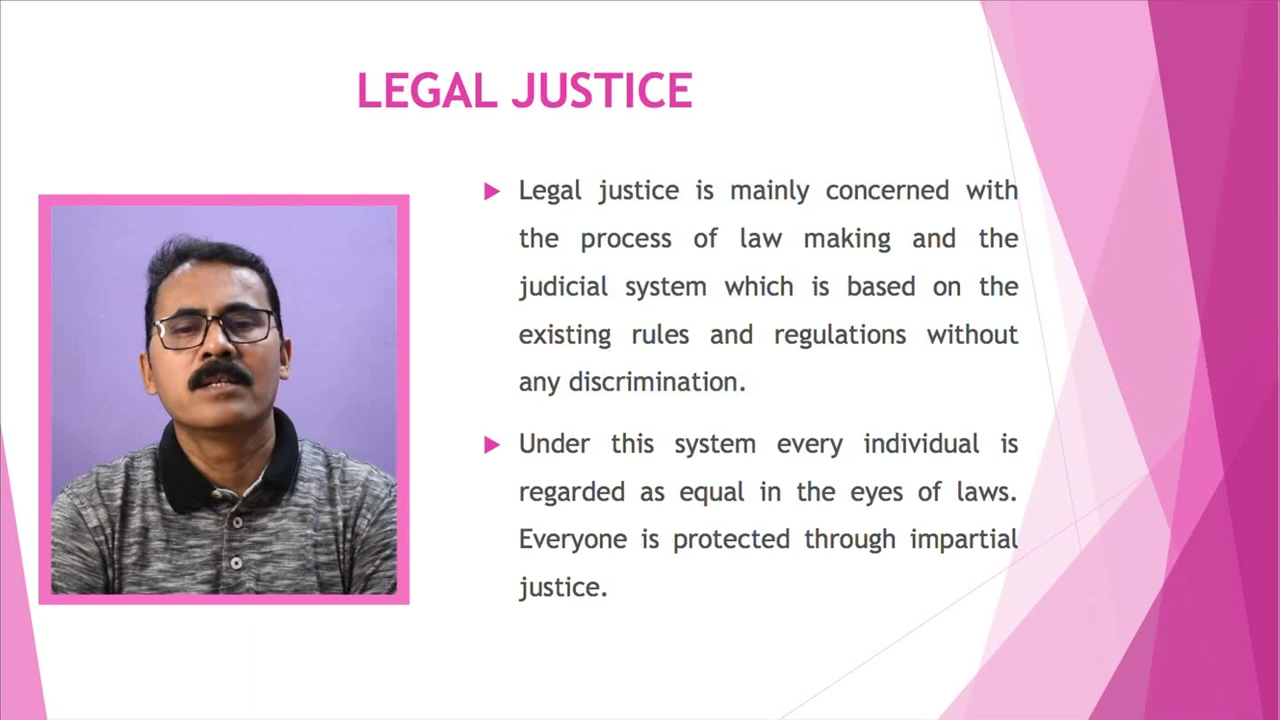 LEGAL JUSTICE
Legal justice is mainly concerned with
the process of law making and the
judicial system which is based on the
existing rules and regulations without
any discrimination.
Under this system every individual is
regarded as equal in the eyes of laws.
Everyone is protected through impartial
justice.